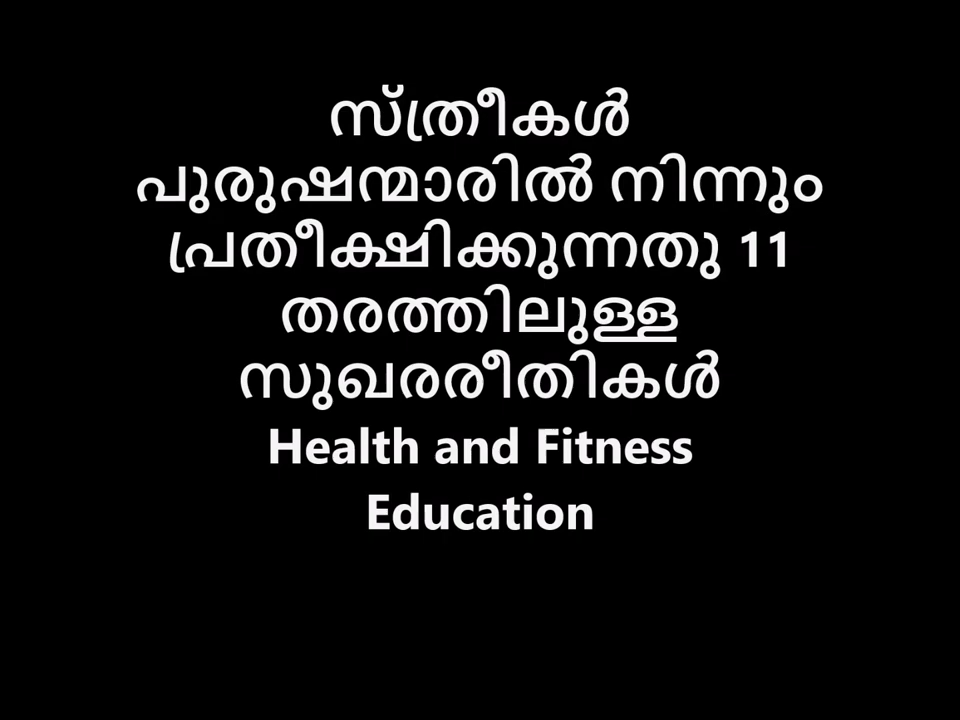 സ്ത്രീകൾ
പുരുഷന്മാരിൽ നിന്നും
പ്രതീക്ഷിക്കുന്നതു 11
തരത്തിലുള്ള
സുഖരരീതികൾ
Health and Fitness
Education